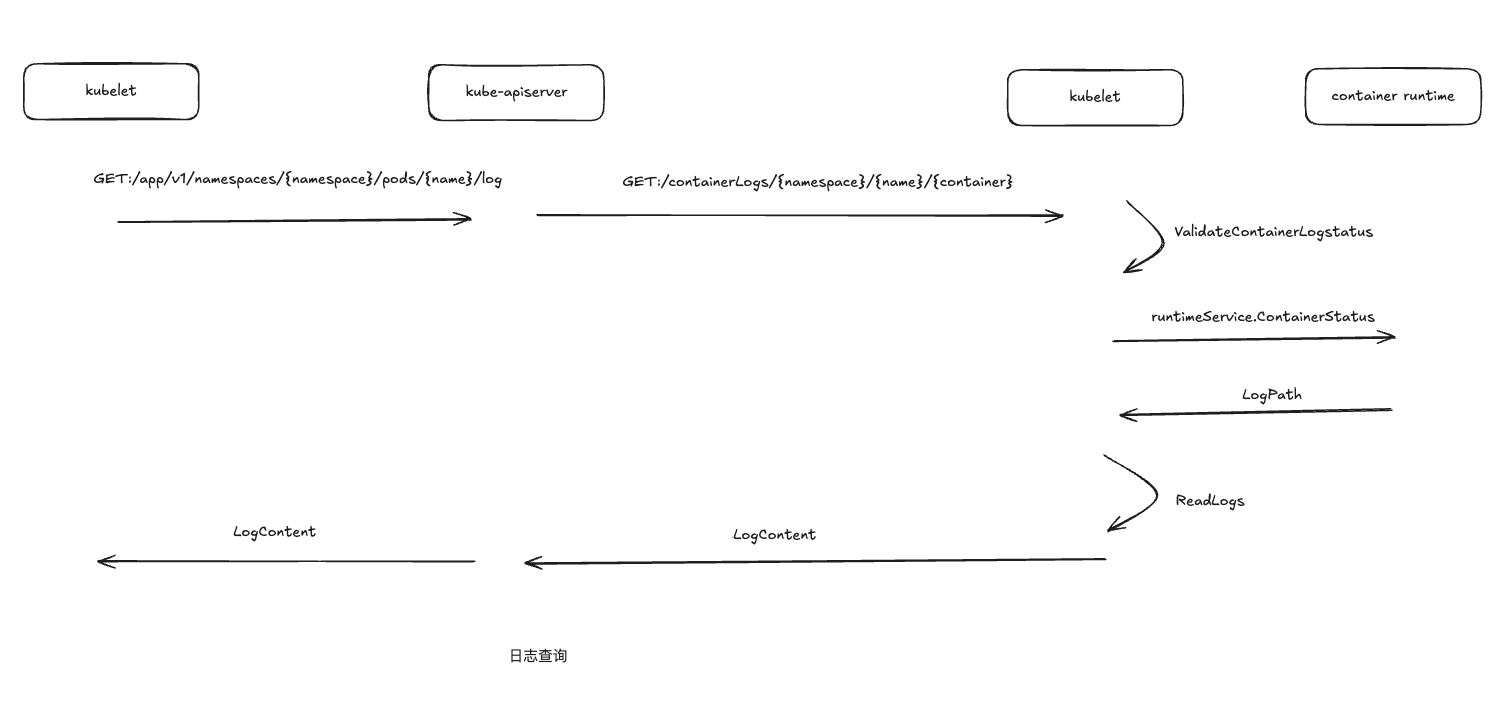 kubelet
kube-apiserver
kubelet
container runtime
GET:/app/v1/namespaces/{namespace}/pods/{name}/log
GET:/containerLogs/{namespace}/{name}/{container}
ValidateContainerLogstatus
runtimeService.ContainerStatus
LogPath
ReadLogs
LogContent
LogContent
日志查询